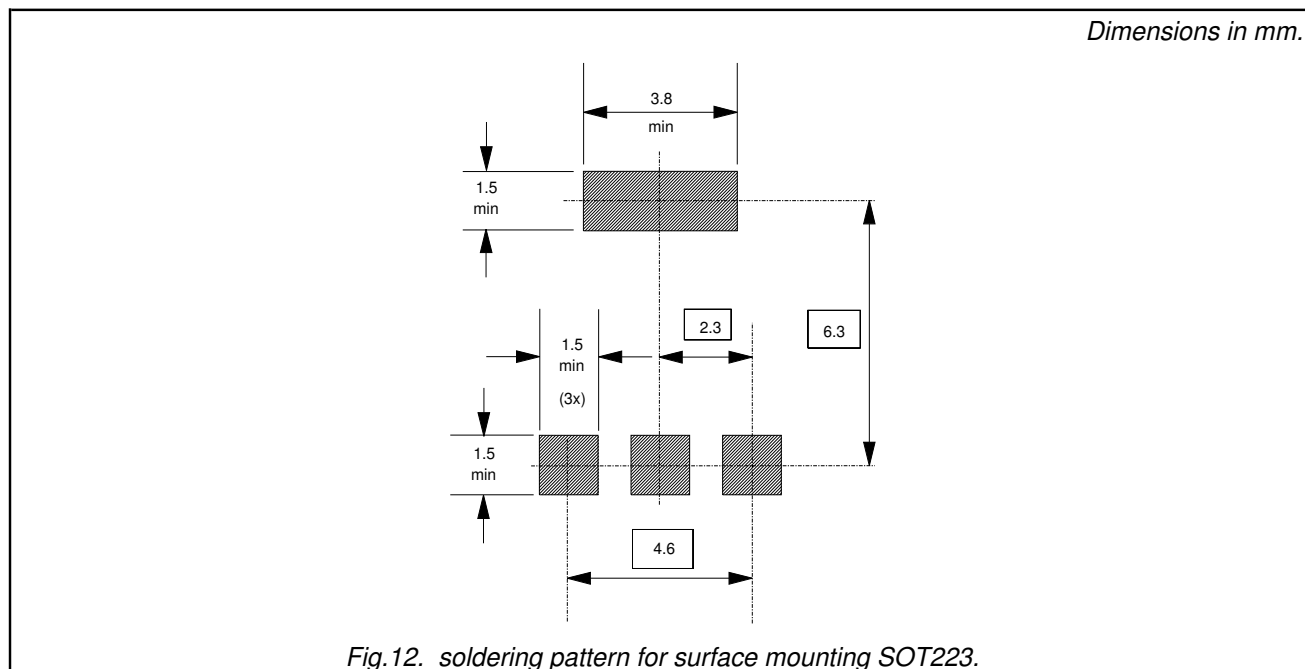 Dimensions in mm.
3.8
min
1.5
min
2.3
6.3
1.5
min
(3x)
1.5
min
4.6
Fig.12. soldering pattern for surface mounting SOT223.